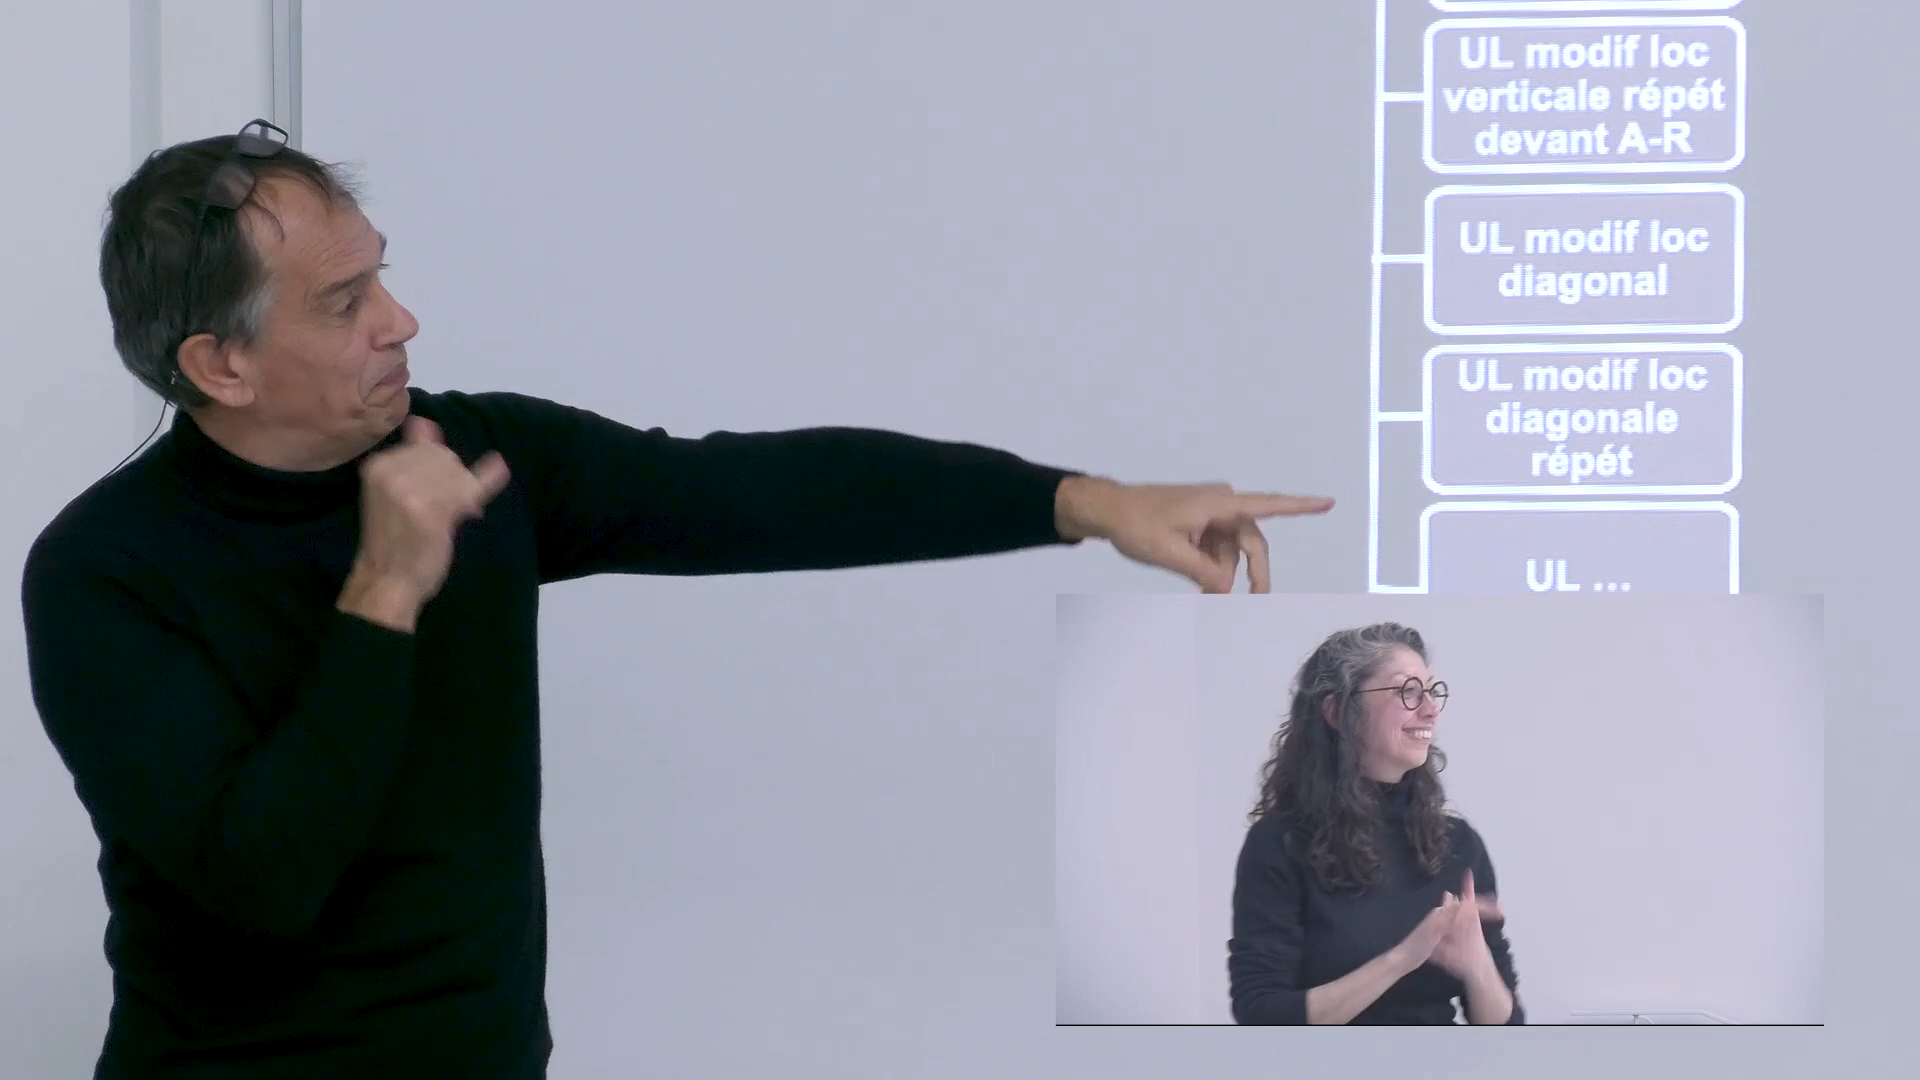 UL modif loc
verticale répét
devant A-R
UL modif loc
diagonal
UL modif loc
diagonale
répét
UL ...